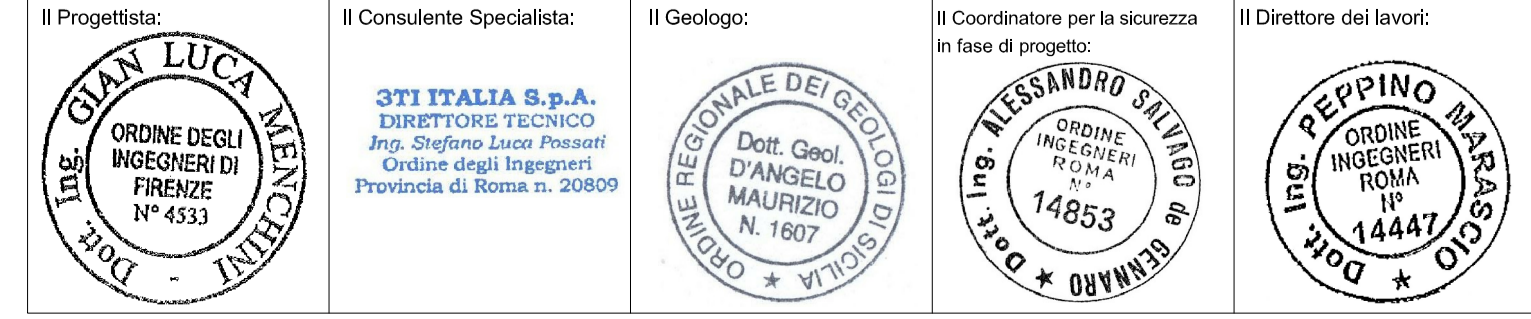 Il Progettista:
Dott. Ing. GIAN LUCA MENCHINI -
ORDINE DEGLI
INGEGNERI DI
FIRENZE
N° 4533
Il Consulente Specialista:
3TI ITALIA S.p.A.
DIRETTORE TECNICO
Ing. Stefano Luca Possati
Ordine degli Ingegneri
Provincia di Roma n. 20809
Il Geologo:
ORDINE REGIONALE DEI GEOLOGI DI SICILIA ★
Dott. Geol.
D'ANGELO
MAURIZIO
N. 1607
Il Coordinatore per la sicurezza
in fase di progetto:
Dott. Ing. ALESSANDRO SALVAGO de GENNARO ★
ORDINE
INGEGNERI
ROMA
N°
14853
Il Direttore dei lavori:
Dott. Ing. PEPPINO MARASCIO ★
ORDINE
INGEGNERI
ROMA
N°
14447